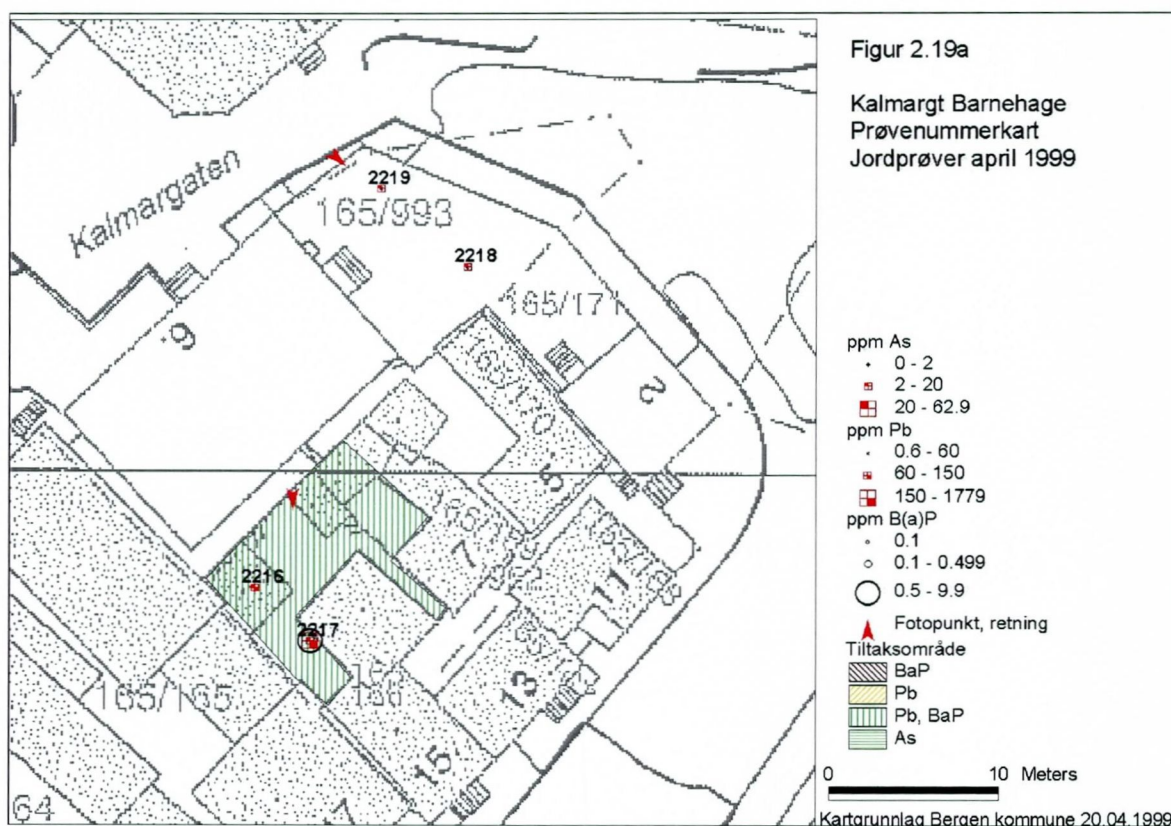 Figur 2.19a
Kalmargt Barnehage
Prøvenummerkart
Jordprøver april 1999
Kalmargaten
2219
165/993
2218
165/171
165/170
2
9
5
7
11
2216
2217
165/165
13
15
64
ppm As
0 - 2
2 - 20
20 - 62.9
ppm Pb
0.6 - 60
60 - 150
150 - 1779
ppm B(a)P
0.1
0.1 - 0.499
0.5 - 9.9
Fotopunkt, retning
Tiltaksområde
BaP
Pb
Pb, BaP
As
0 10 Meters
Kartgrunnlag Bergen kommune 20.04.1999